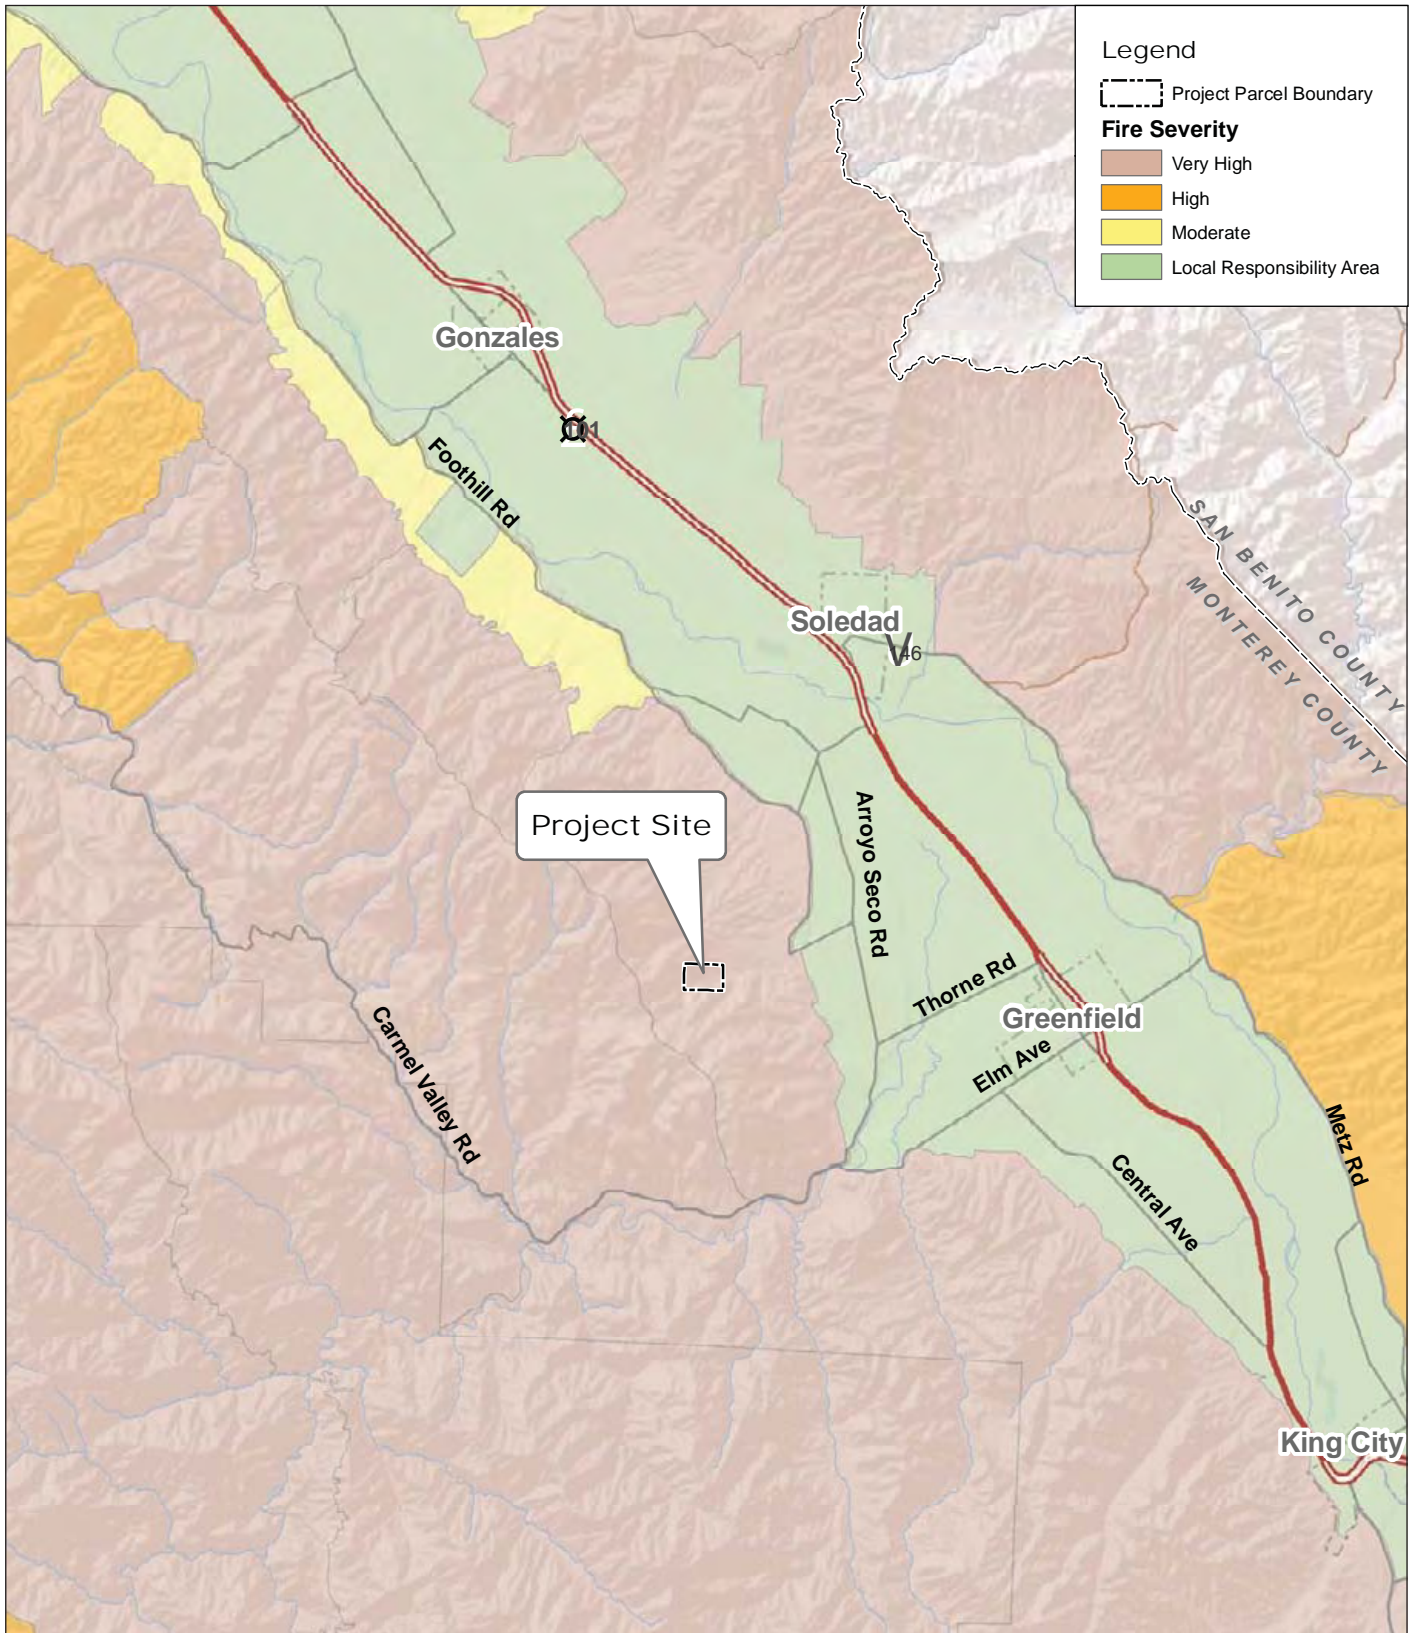 Legend
Project Parcel Boundary
Fire Severity
Very High
High
Moderate
Local Responsibility Area
Gonzales
101
Foothill Rd
SAN BENITO COUNTY
MONTEREY COUNTY
Soledad
V
146
Project Site
Arroyo Seco Rd
Thorne Rd
Greenfield
Elm Ave
Carmel Valley Rd
Metz Rd
Central Ave
King City